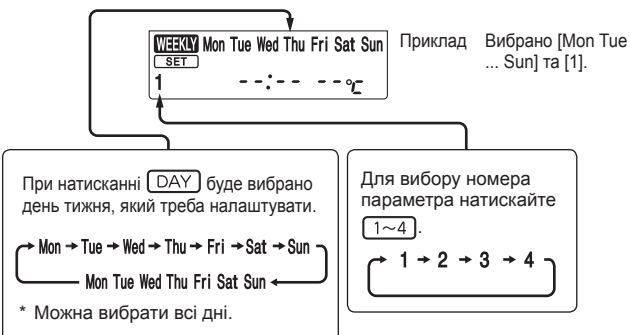 WEEKLY Mon Tue Wed Thu Fri Sat Sun
SET
1 --:-- --°C
Приклад Вибрано [Mon Tue
... Sun] та [1].
При натисканні DAY буде вибрано
день тижня, який треба налаштувати.
Mon → Tue → Wed → Thu → Fri → Sat → Sun
Mon Tue Wed Thu Fri Sat Sun
* Можна вибрати всі дні.
Для вибору номера
параметра натискайте
1~4.
1 → 2 → 3 → 4